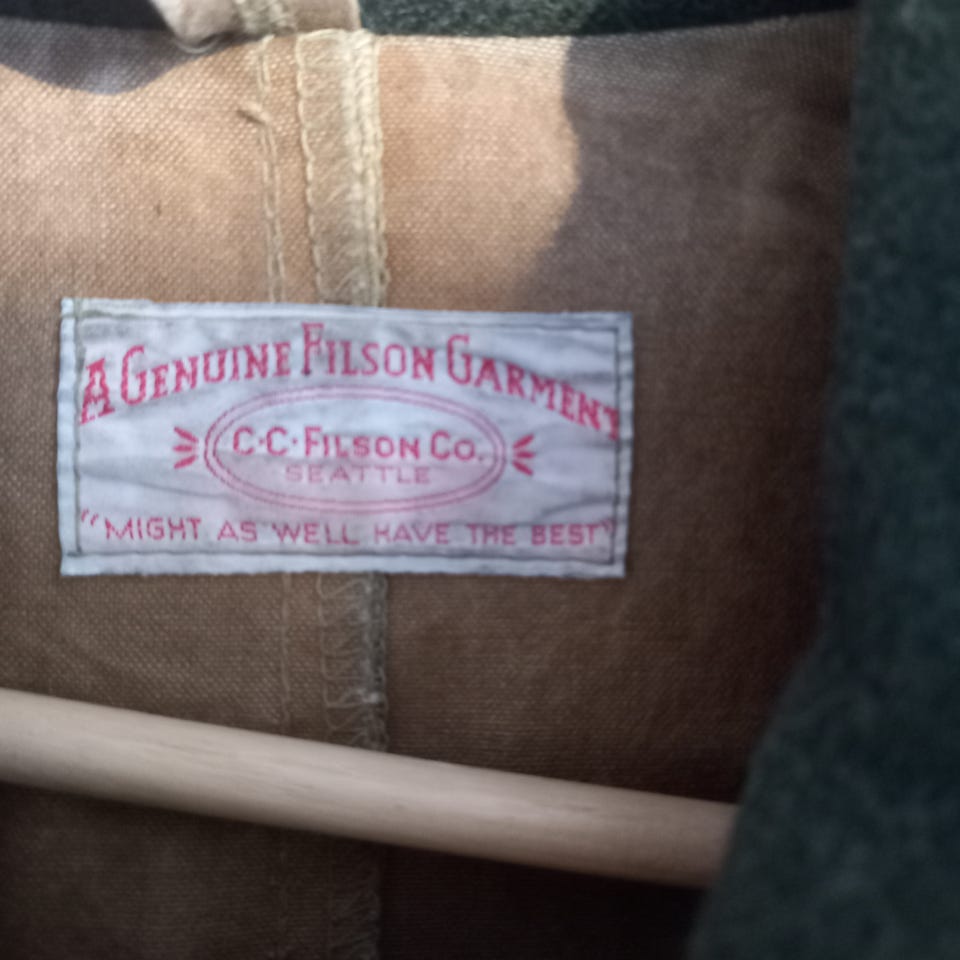 A GENUINE FILSON GARMENT
C·C·FILSON CO.
SEATTLE
"MIGHT AS WELL HAVE THE BEST"